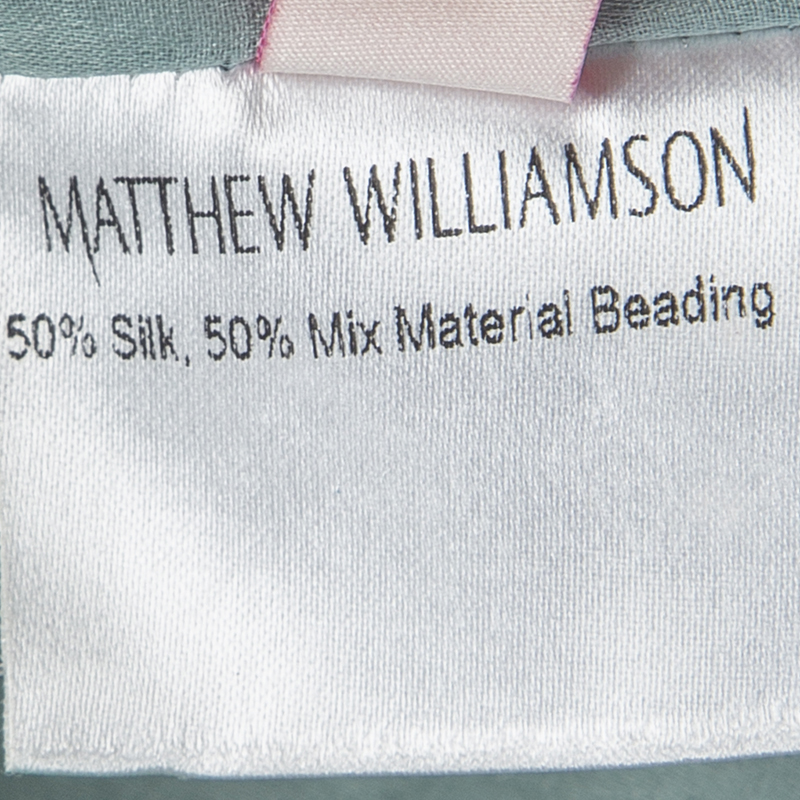 MATTHEW WILLIAMSON
50% Silk, 50% Mix Material Beading